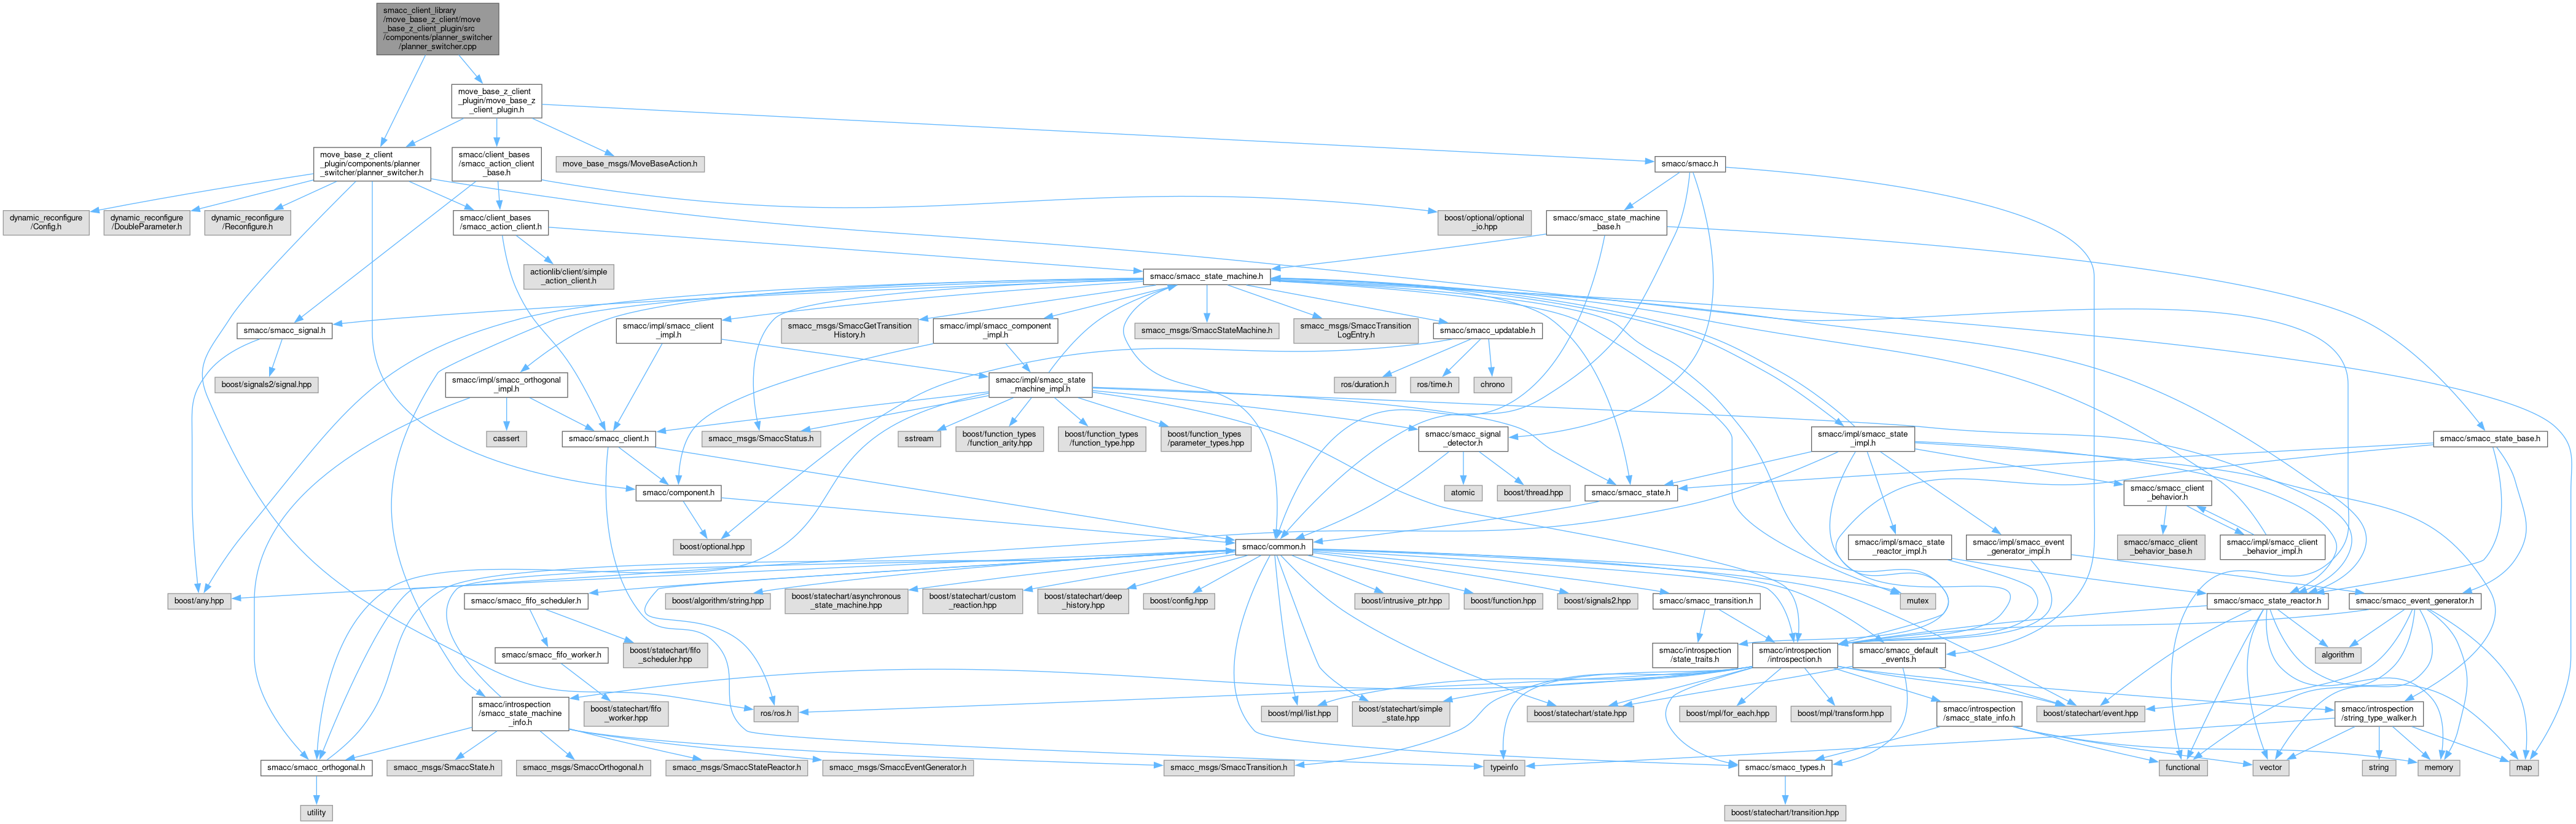 smacc_client_library
/move_base_z_client/move
_base_z_client_plugin/src
/components/planner_switcher
/planner_switcher.cpp
move_base_z_client
_plugin/move_base_z
_client_plugin.h
move_base_z_client
_plugin/components/planner
_switcher/planner_switcher.h
smacc/client_bases
/smacc_action_client
_base.h
move_base_msgs/MoveBaseAction.h
smacc/smacc.h
dynamic_reconfigure
/Config.h
dynamic_reconfigure
/DoubleParameter.h
dynamic_reconfigure
/Reconfigure.h
smacc/client_bases
/smacc_action_client.h
boost/optional/optional
_io.hpp
smacc/smacc_state_machine
_base.h
actionlib/client/simple
_action_client.h
smacc/smacc_state_machine.h
smacc/smacc_signal.h
smacc/impl/smacc_client
_impl.h
smacc_msgs/SmaccGetTransition
History.h
smacc/impl/smacc_component
_impl.h
smacc_msgs/SmaccStateMachine.h
smacc_msgs/SmaccTransition
LogEntry.h
smacc/smacc_updatable.h
boost/signals2/signal.hpp
smacc/impl/smacc_orthogonal
_impl.h
smacc/impl/smacc_state
_machine_impl.h
ros/duration.h
ros/time.h
chrono
cassert
smacc/smacc_client.h
smacc_msgs/SmaccStatus.h
sstream
boost/function_types
/function_arity.hpp
boost/function_types
/function_type.hpp
boost/function_types
/parameter_types.hpp
smacc/smacc_signal
_detector.h
smacc/impl/smacc_state
_impl.h
smacc/smacc_state_base.h
smacc/component.h
atomic
boost/thread.hpp
smacc/smacc_state.h
smacc/smacc_client
_behavior.h
boost/optional.hpp
smacc/common.h
smacc/impl/smacc_state
_reactor_impl.h
smacc/impl/smacc_event
_generator_impl.h
smacc/smacc_client
_behavior_base.h
smacc/impl/smacc_client
_behavior_impl.h
boost/any.hpp
smacc/smacc_fifo_scheduler.h
boost/algorithm/string.hpp
boost/statechart/asynchronous
_state_machine.hpp
boost/statechart/custom
_reaction.hpp
boost/statechart/deep
_history.hpp
boost/config.hpp
boost/intrusive_ptr.hpp
boost/function.hpp
boost/signals2.hpp
smacc/smacc_transition.h
mutex
smacc/smacc_state_reactor.h
smacc/smacc_event_generator.h
smacc/smacc_fifo_worker.h
boost/statechart/fifo
_scheduler.hpp
smacc/introspection
/state_traits.h
smacc/introspection
/introspection.h
smacc/smacc_default
_events.h
algorithm
smacc/introspection
/smacc_state_machine
_info.h
boost/statechart/fifo
_worker.hpp
ros/ros.h
boost/mpl/list.hpp
boost/statechart/simple
_state.hpp
boost/statechart/state.hpp
boost/mpl/for_each.hpp
boost/mpl/transform.hpp
smacc/introspection
/smacc_state_info.h
boost/statechart/event.hpp
smacc/introspection
/string_type_walker.h
smacc/smacc_orthogonal.h
smacc_msgs/SmaccState.h
smacc_msgs/SmaccOrthogonal.h
smacc_msgs/SmaccStateReactor.h
smacc_msgs/SmaccEventGenerator.h
smacc_msgs/SmaccTransition.h
typeinfo
smacc/smacc_types.h
functional
vector
string
memory
map
utility
boost/statechart/transition.hpp